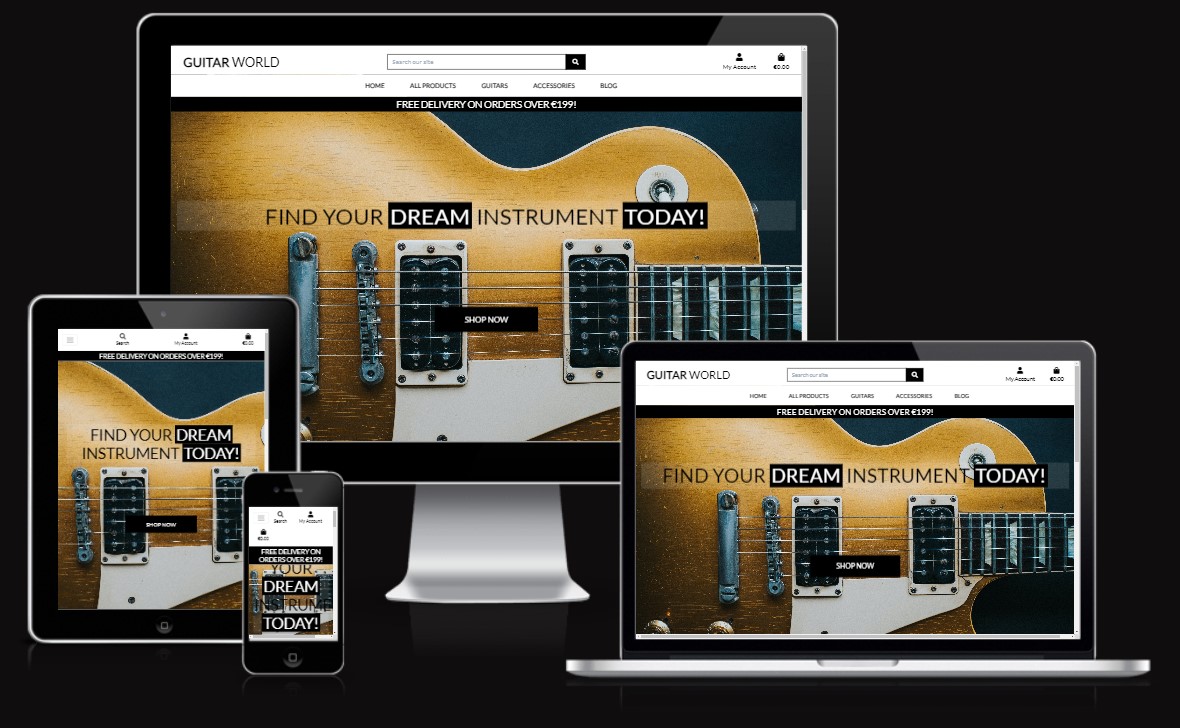 GUITAR WORLD
Search our site
My Account
€0.00
HOME ALL PRODUCTS GUITARS ACCESSORIES BLOG
FREE DELIVERY ON ORDERS OVER €199!
FIND YOUR DREAM INSTRUMENT TODAY!
SHOP NOW
Search
My Account
€0.00
FREE DELIVERY ON ORDERS OVER €199!
FIND YOUR DREAM
INSTRUMENT TODAY!
SHOP NOW
Search
My Account
€0.00
FREE DELIVERY ON
ORDERS OVER €199!
YOUR
DREAM
INSTRUME
TODAY!
GUITAR WORLD
Search our site
My Account
€0.00
HOME ALL PRODUCTS GUITARS ACCESSORIES BLOG
FREE DELIVERY ON ORDERS OVER €199!
FIND YOUR DREAM INSTRUMENT TODAY!
SHOP NOW